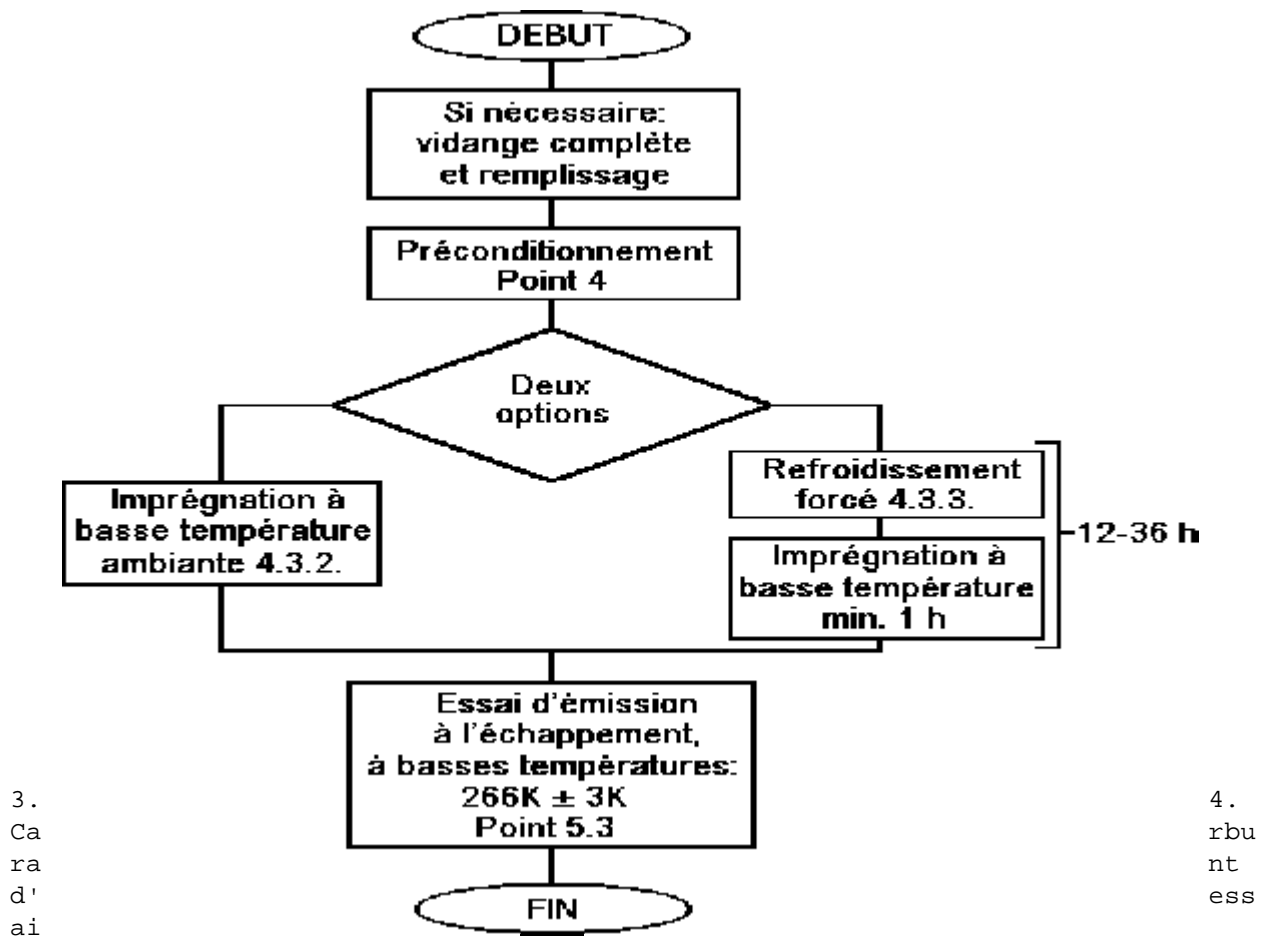 DEBUT
Si nécessaire:
vidange complète
et remplissage
Préconditionnement
Point 4
Deux
options
Imprégnation à
basse température
ambiante 4.3.2.
Refroidissement
forcé 4.3.3.
Imprégnation à
basse température
min. 1 h
12-36 h
Essai d'émission
à l'échappement,
à basses températures:
266K ± 3K
Point 5.3
FIN
3.
Ca
ra
d'
ai
4.
rbu
nt
ess